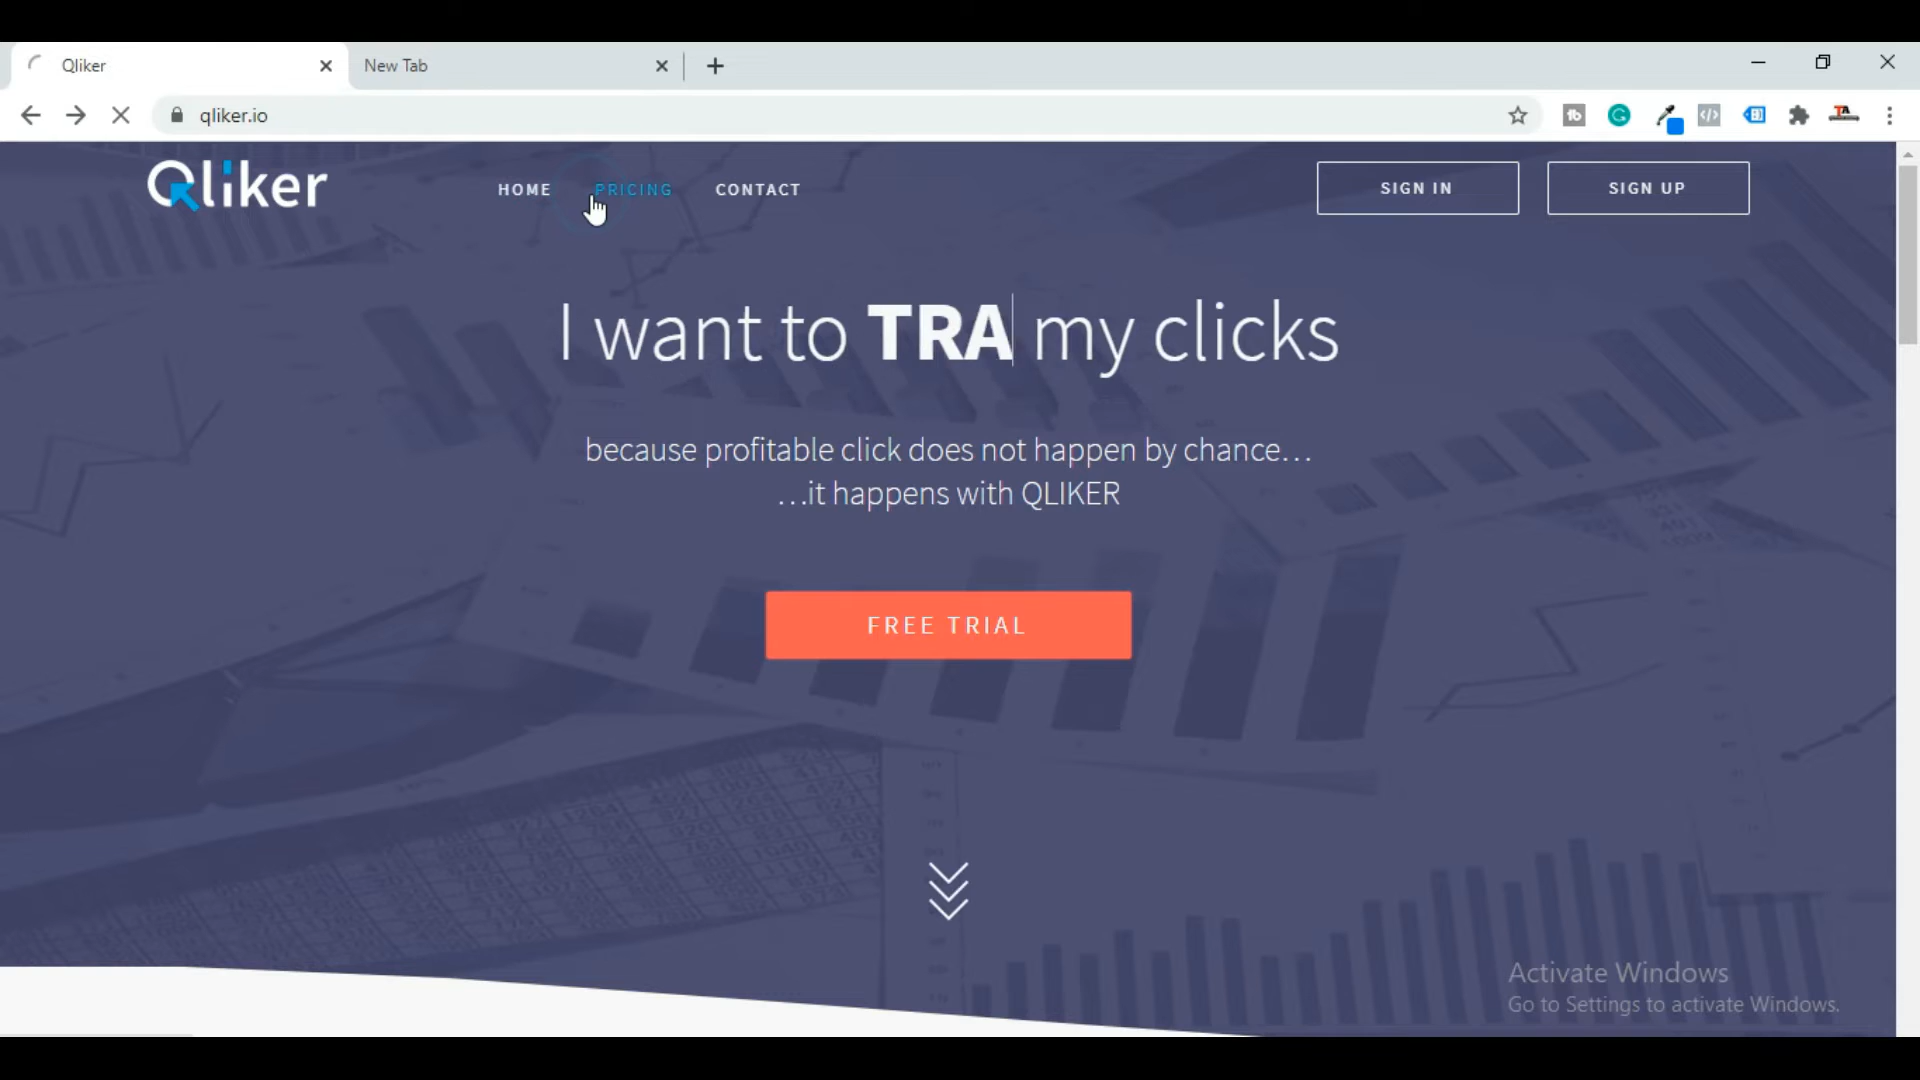 Qliker
New Tab
qliker.io
Qliker
HOME
PRICING
CONTACT
SIGN IN
SIGN UP
I want to TRA my clicks
because profitable click does not happen by chance...
...it happens with QLIKER
FREE TRIAL
Activate Windows
Go to Settings to activate Windows.